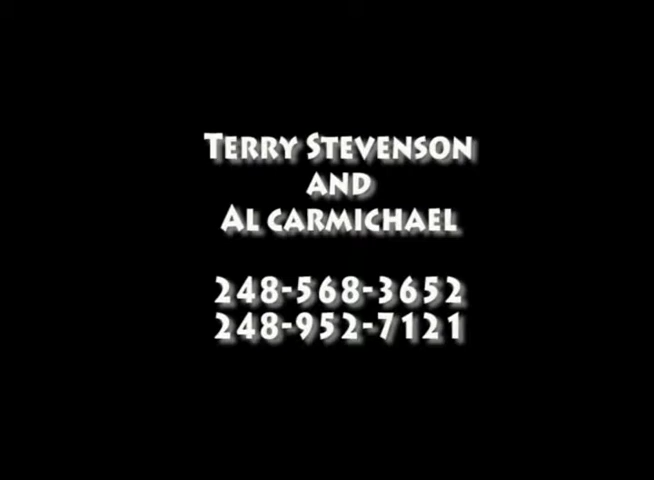 Terry Stevenson
and
Al Carmichael
248-568-3652
248-952-7121